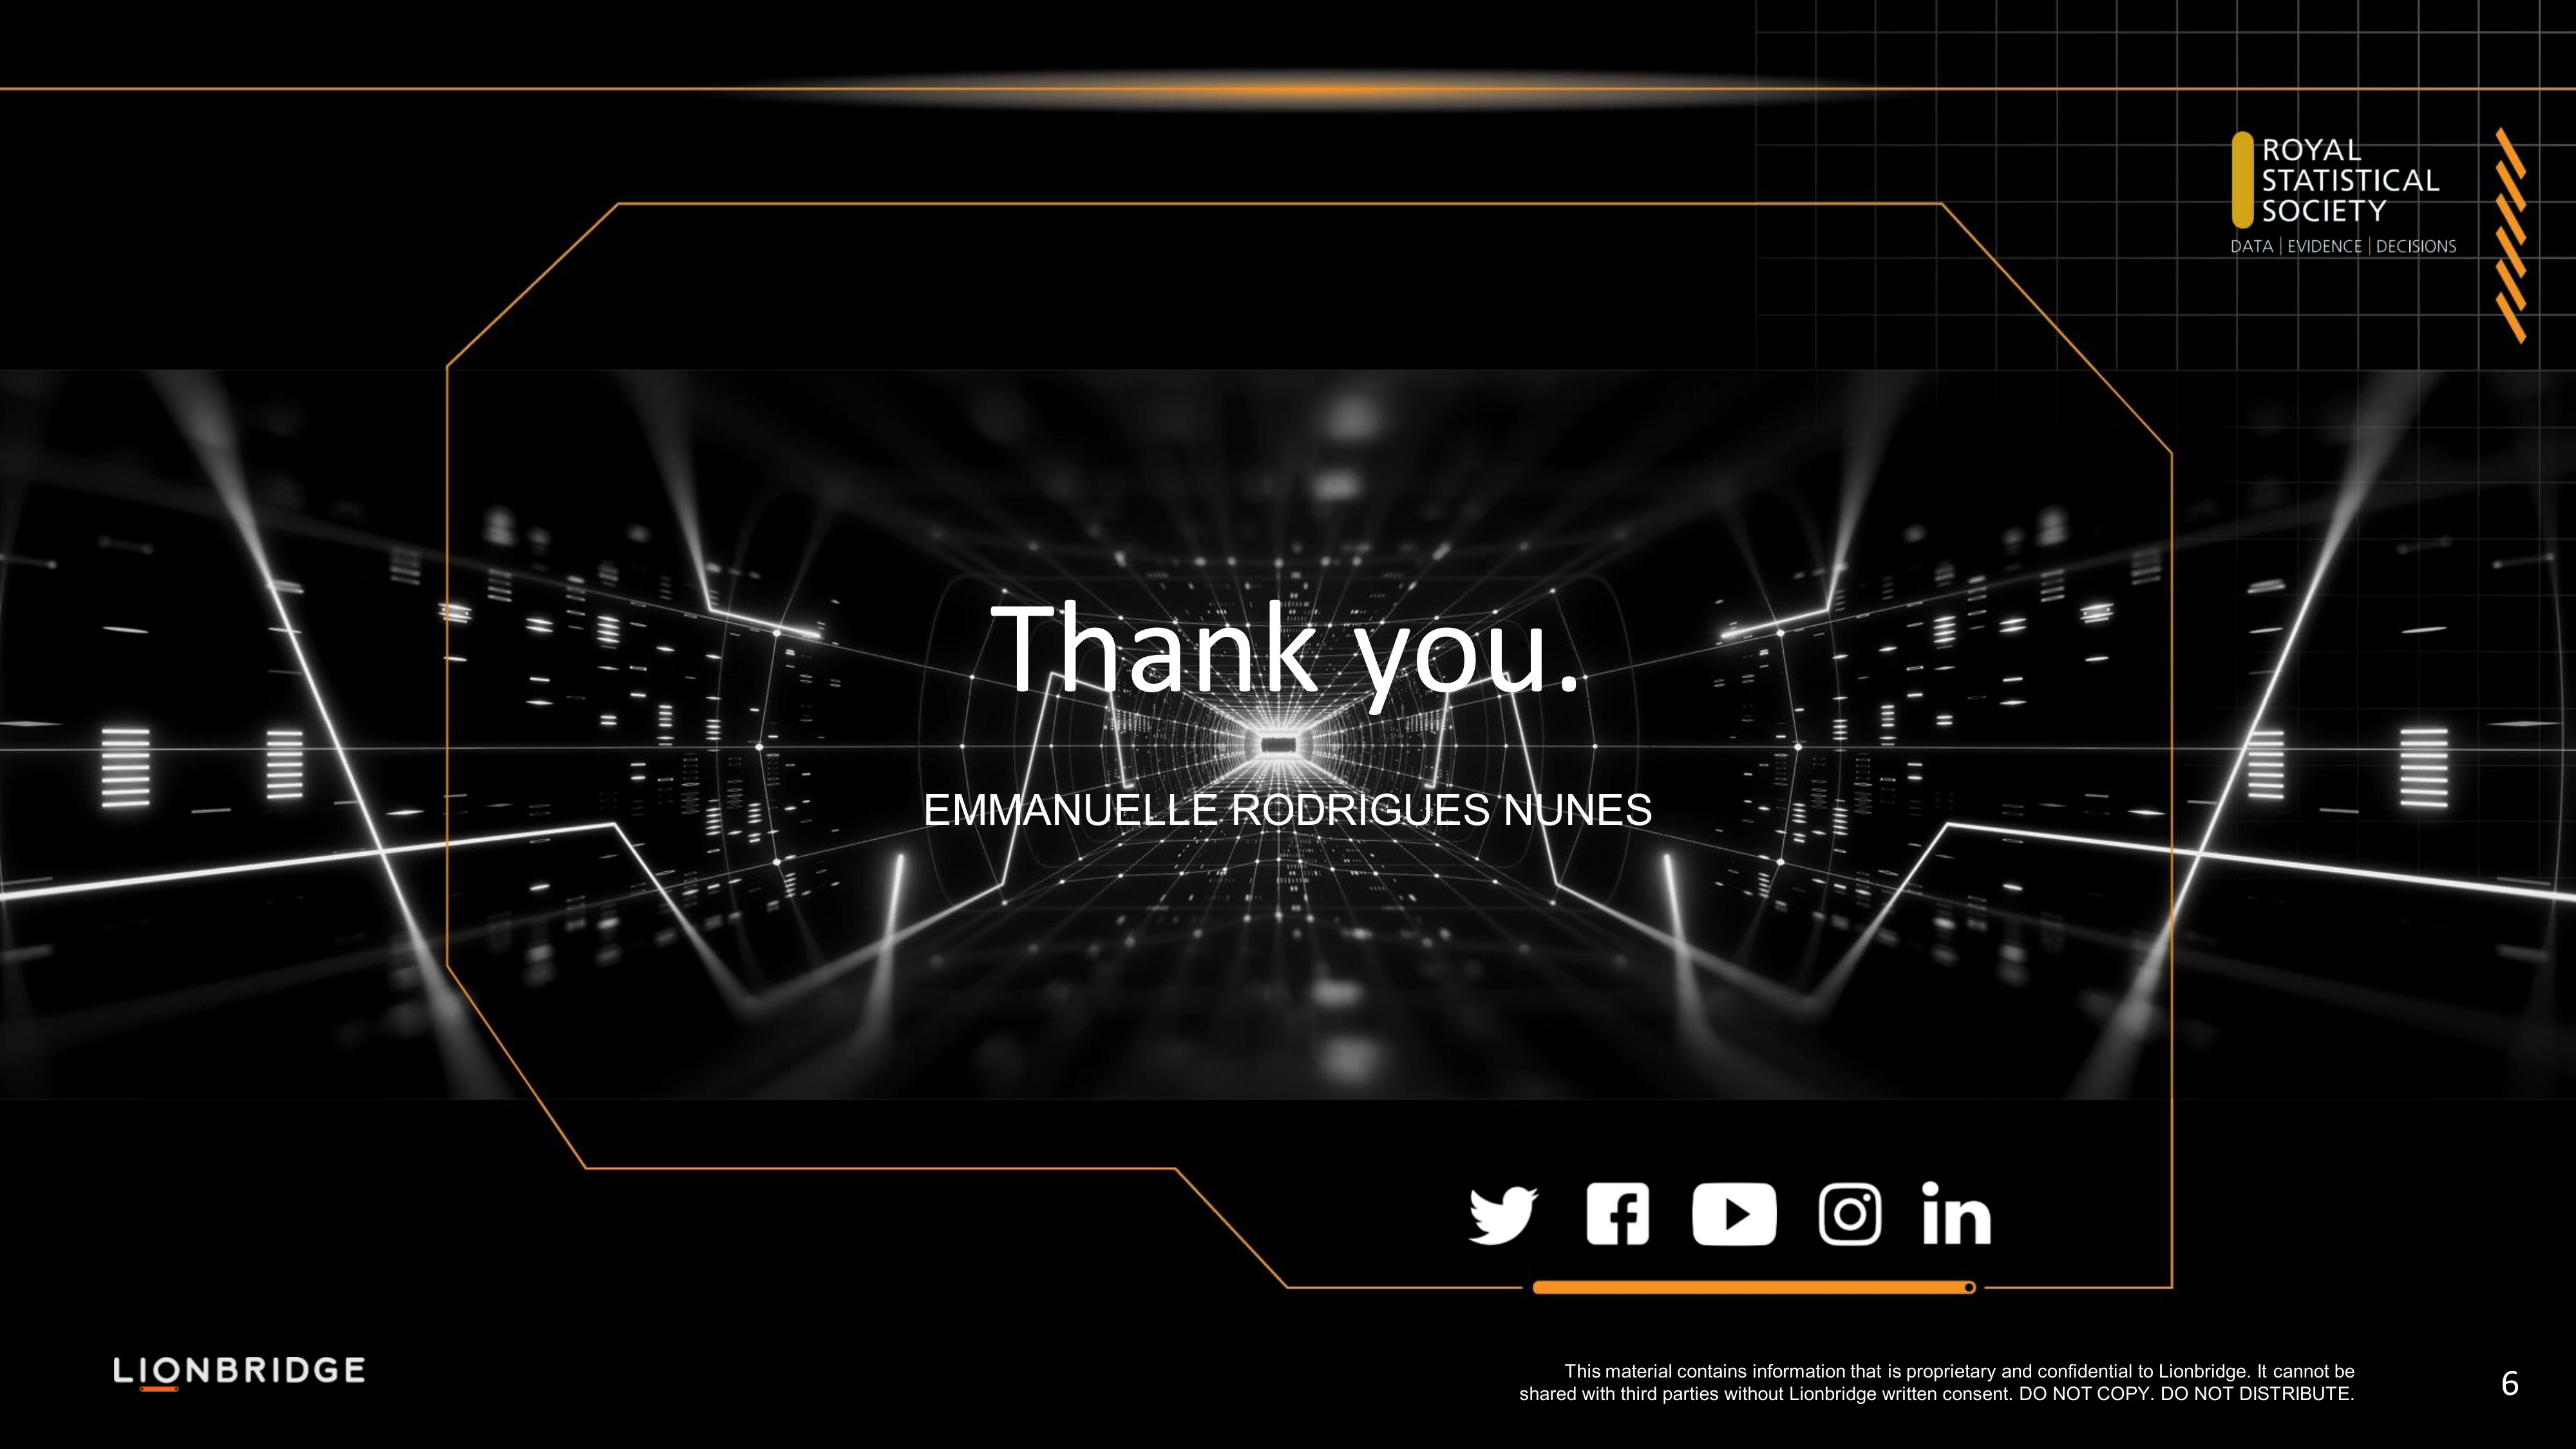 ROYAL
STATISTICAL
SOCIETY
DATA | EVIDENCE | DECISIONS
Thank you.
EMMANUELLE RODRIGUES NUNES
LIONBRIDGE
This material contains information that is proprietary and confidential to Lionbridge. It cannot be
shared with third parties without Lionbridge written consent. DO NOT COPY. DO NOT DISTRIBUTE.
6